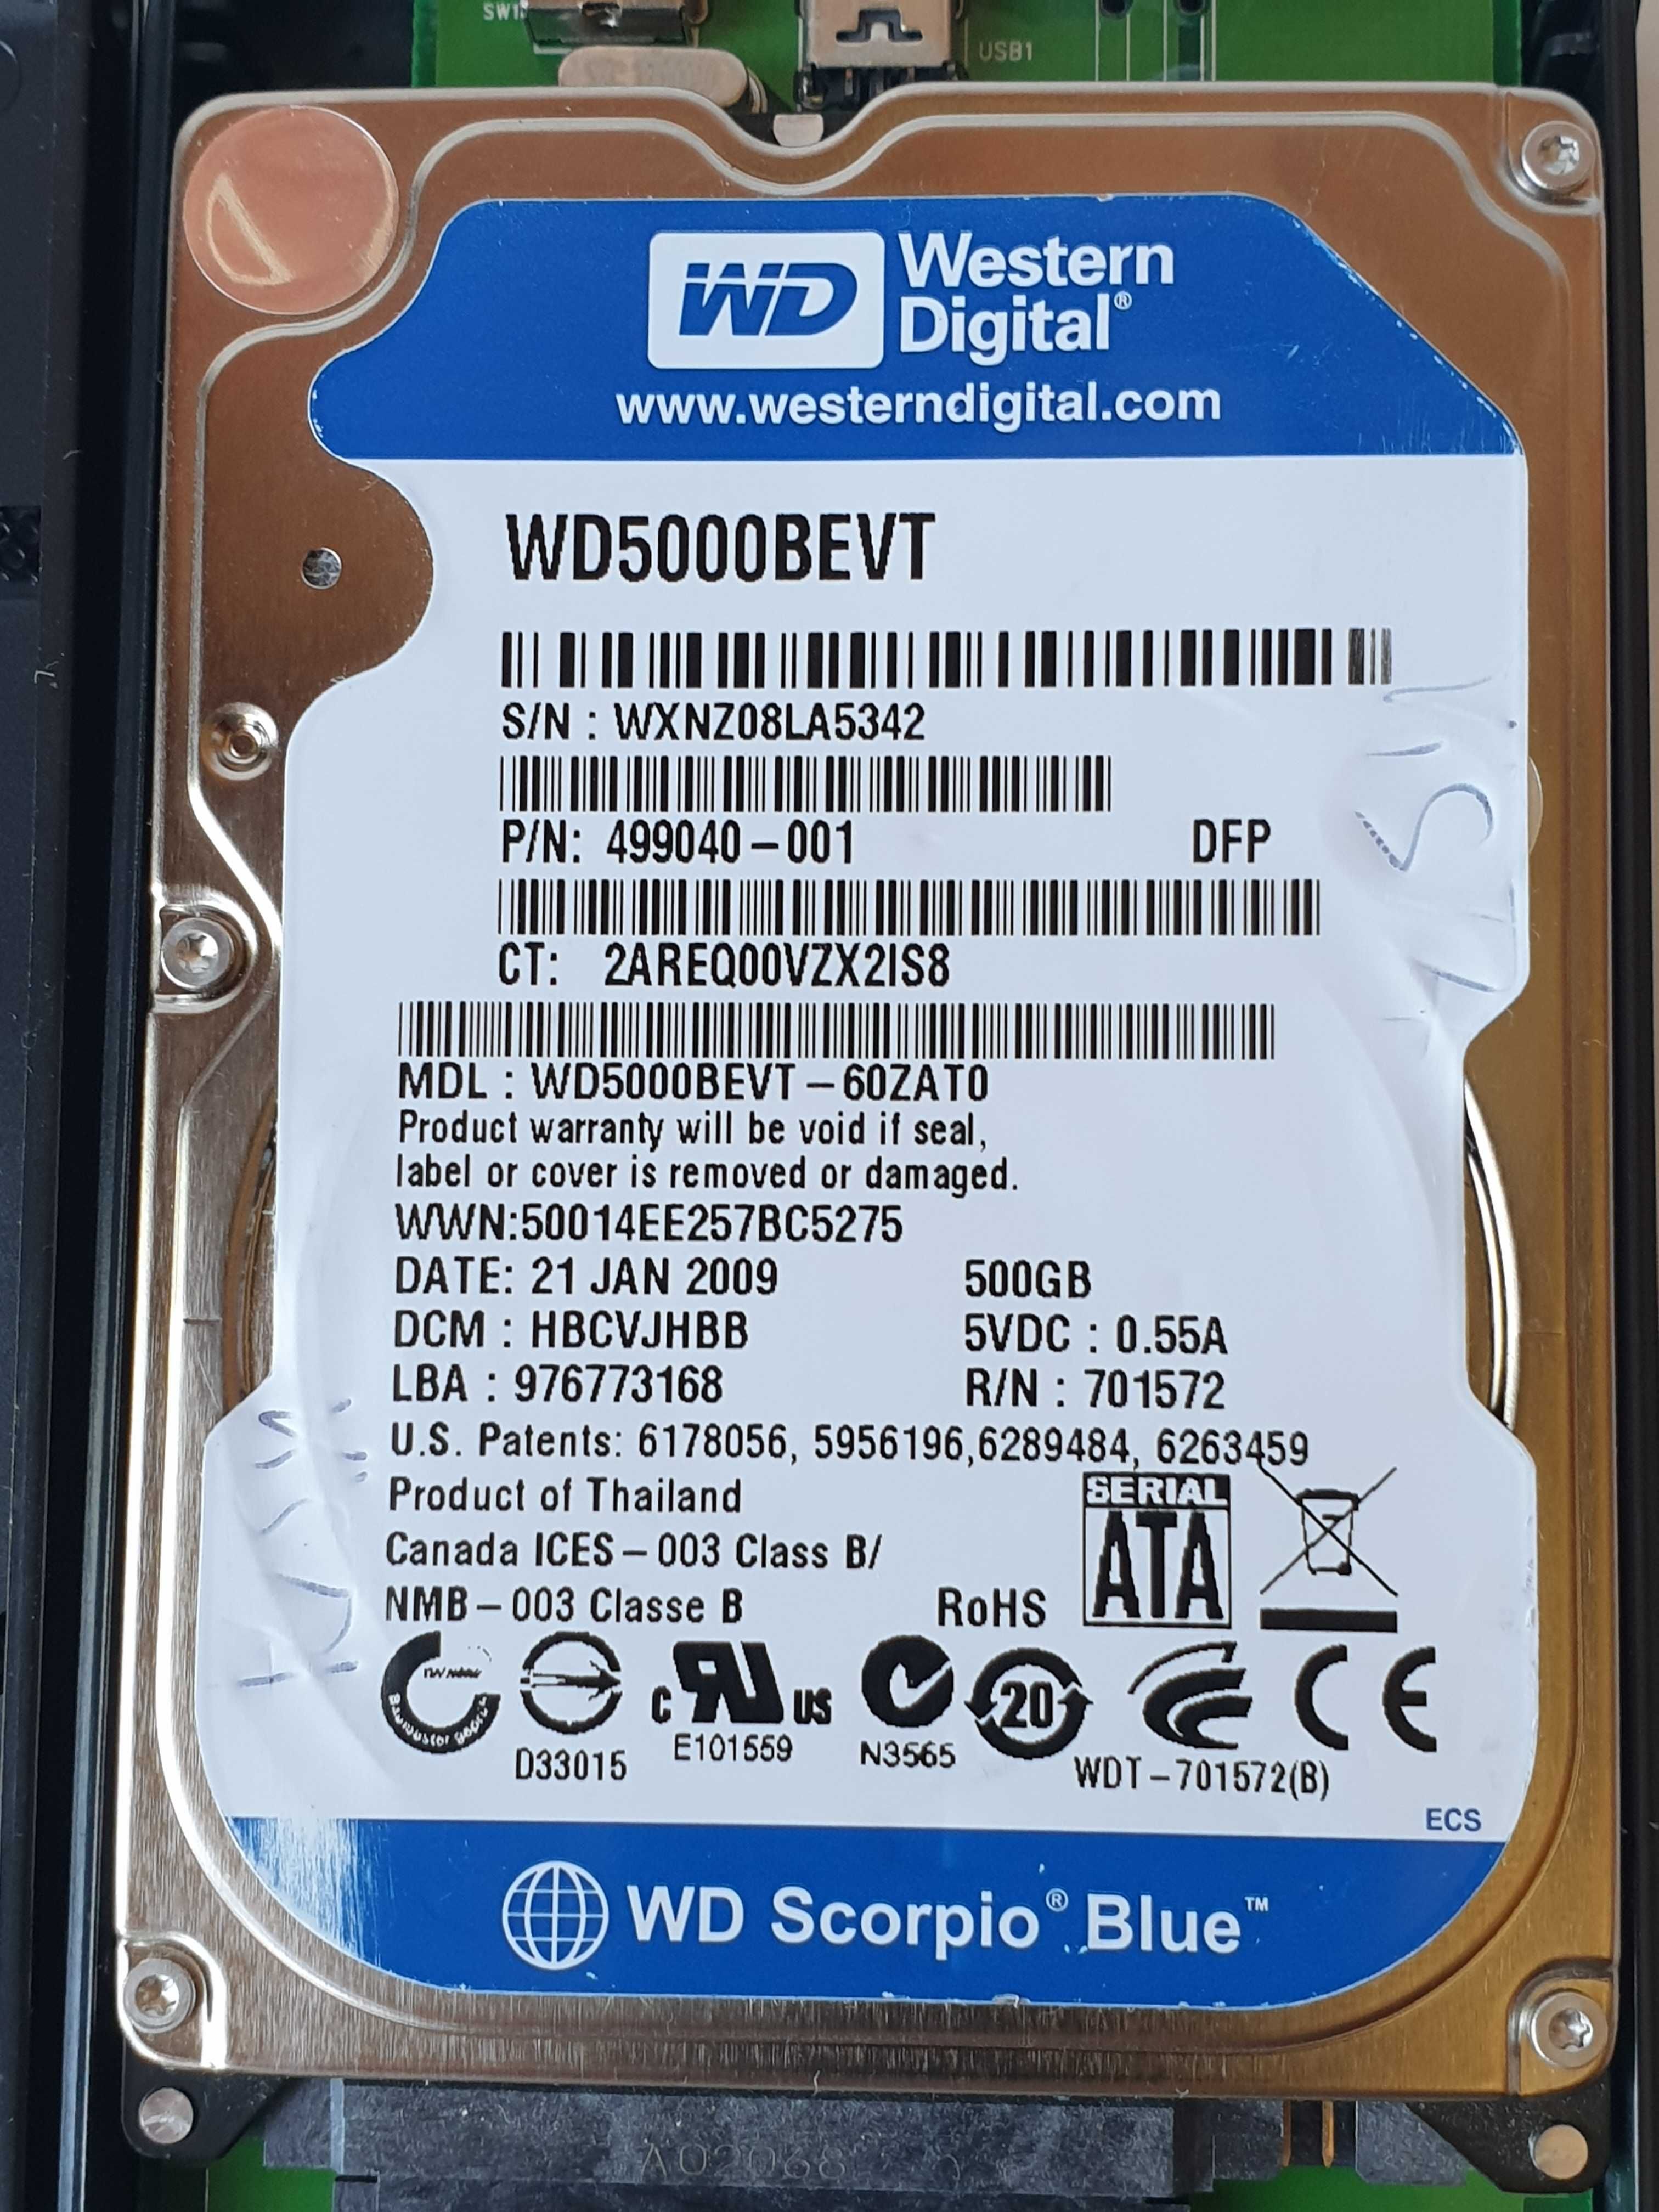 SW1
USB1
WD Western
Digital®
www.westerndigital.com
WD5000BEVT
S/N : WXNZ08LA5342
P/N: 499040-001 DFP
CT: 2AREQ00VZX2IS8
MDL : WD5000BEVT-60ZAT0
Product warranty will be void if seal,
label or cover is removed or damaged.
WWN:50014EE257BC5275
DATE: 21 JAN 2009 500GB
DCM : HBCVJHBB 5VDC : 0.55A
LBA : 976773168 R/N : 701572
U.S. Patents: 6178056, 5956196,6289484, 6263459
Product of Thailand
SERIAL
ATA
Canada ICES-003 Class B/
NMB-003 Classe B RoHS
c RU US 20 CE
D33015 E101559 N3565 WDT-701572(B)
ECS
WD Scorpio® Blue™
A02068